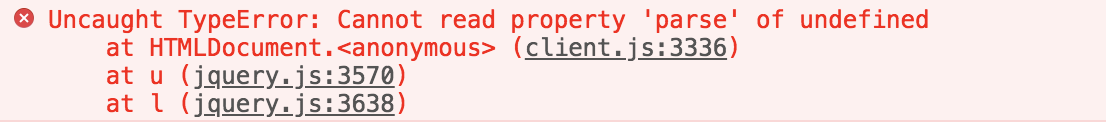 Uncaught TypeError: Cannot read property 'parse' of undefined
at HTMLDocument.<anonymous> (client.js:3336)
at u (jquery.js:3570)
at l (jquery.js:3638)